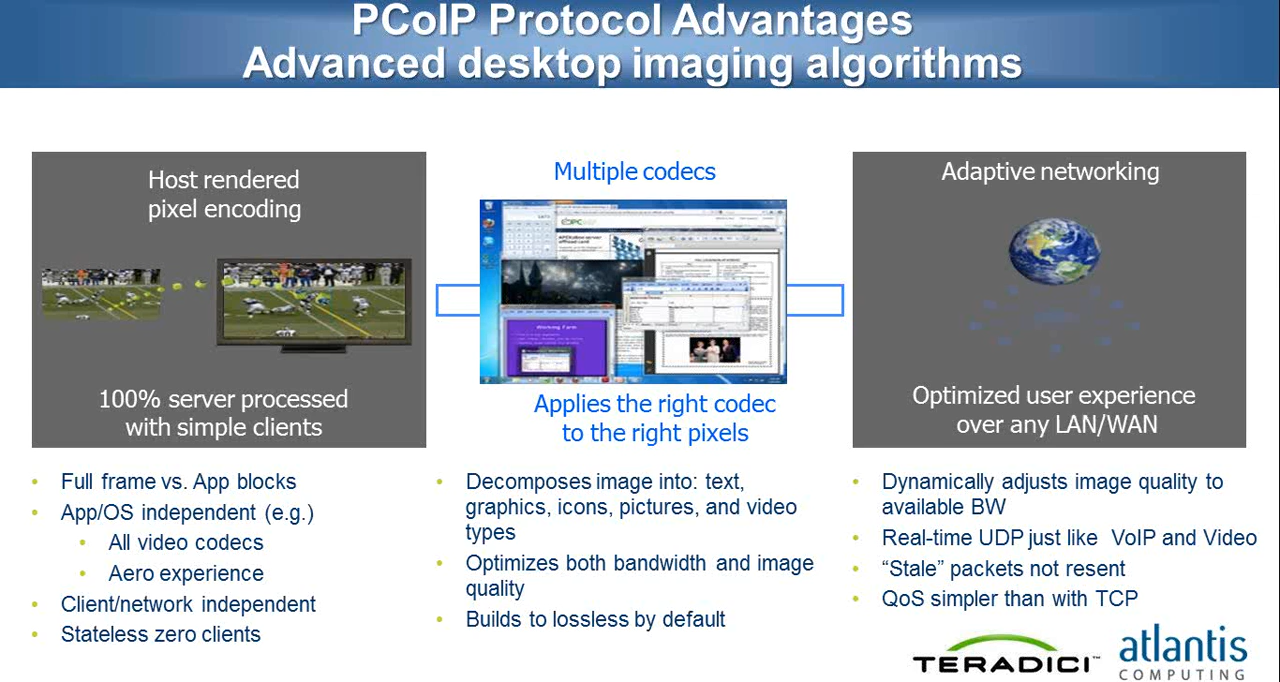 PCoIP Protocol Advantages
Advanced desktop imaging algorithms
Host rendered
pixel encoding
100% server processed
with simple clients
Multiple codecs
Working Farm
Applies the right codec
to the right pixels
Adaptive networking
Optimized user experience
over any LAN/WAN
• Full frame vs. App blocks
• App/OS independent (e.g.)
• All video codecs
• Aero experience
• Client/network independent
• Stateless zero clients
• Decomposes image into: text,
graphics, icons, pictures, and video
types
• Optimizes both bandwidth and image
quality
• Builds to lossless by default
• Dynamically adjusts image quality to
available BW
• Real-time UDP just like VoIP and Video
• “Stale” packets not resent
• QoS simpler than with TCP
TERADICI™
atlantis
COMPUTING